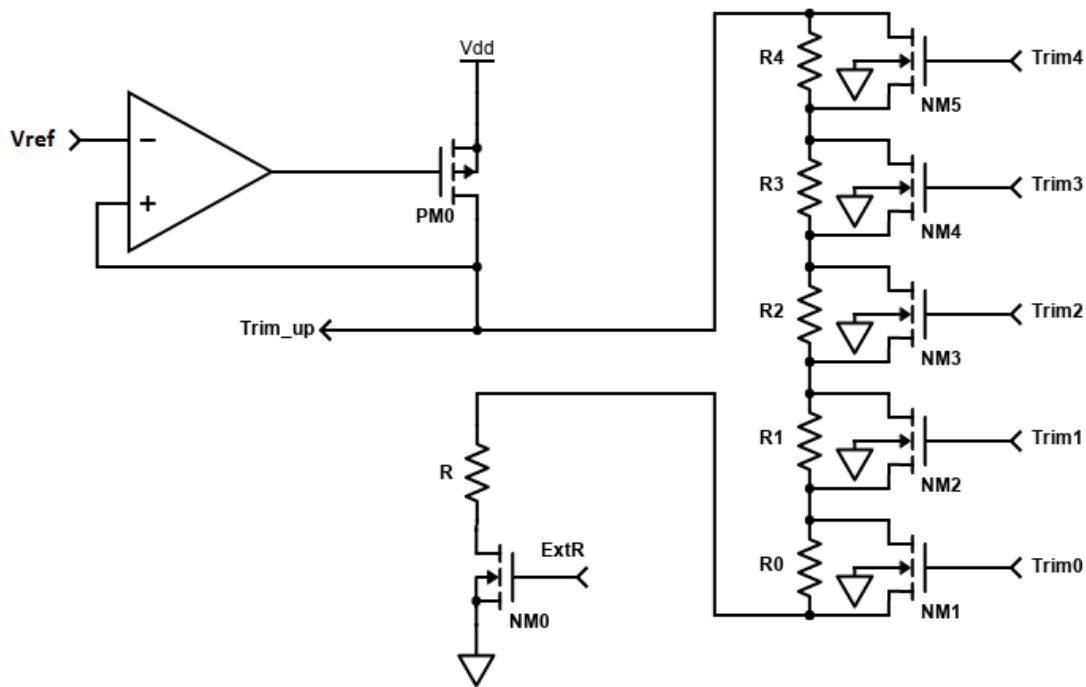 Vdd
R4
Trim4
NM5
Vref
−
+
PM0
R3
Trim3
NM4
Trim_up
R2
Trim2
NM3
R1
Trim1
NM2
R
ExtR
NM0
R0
Trim0
NM1